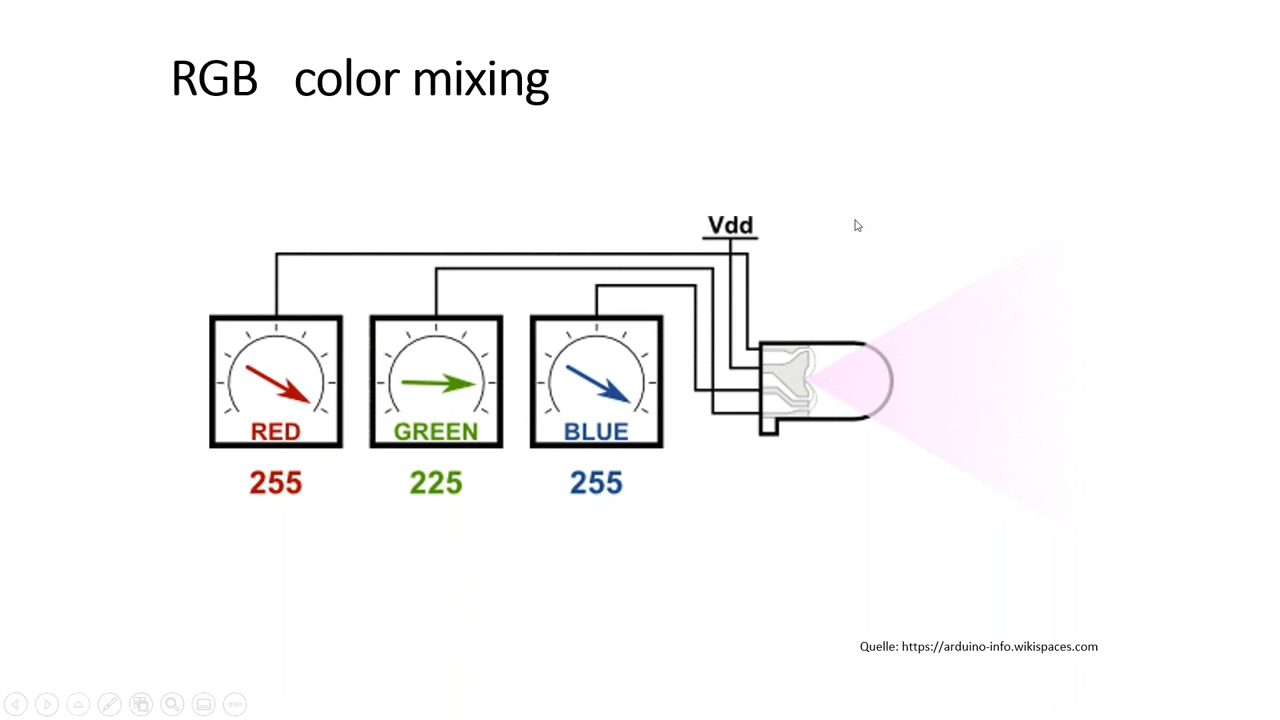 RGB color mixing
Vdd
RED GREEN BLUE
255 225 255
Quelle: https://arduino-info.wikispaces.com